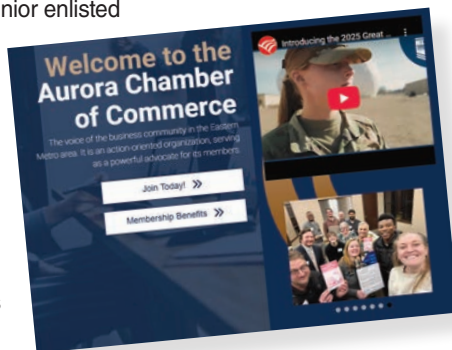 nior enlisted
Welcome to the
Aurora Chamber
of Commerce
The voice of the business community in the Eastern
Metro area. It is an action-oriented organization, serving
as a powerful advocate for its members.
Join Today! »
Membership Benefits »
Introducing the 2025 Great ...